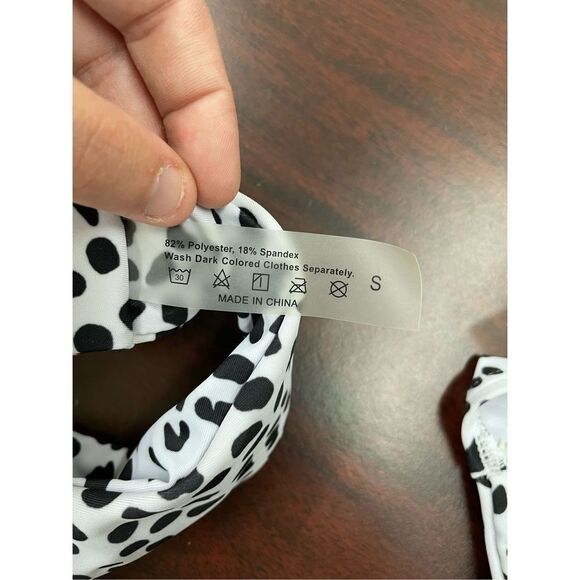 82% Polyester, 18% Spandex
Wash Dark Colored Clothes Separately.
30 S
MADE IN CHINA